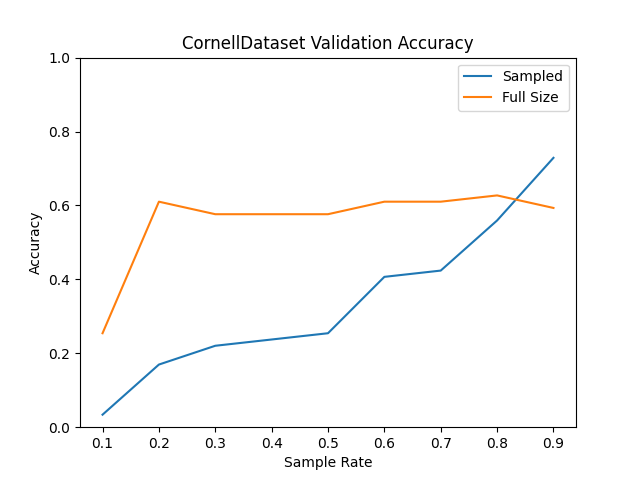 CornellDataset Validation Accuracy
1.0
0.8
0.6
0.4
0.2
0.0
Accuracy
Sampled
Full Size
0.1 0.2 0.3 0.4 0.5 0.6 0.7 0.8 0.9
Sample Rate